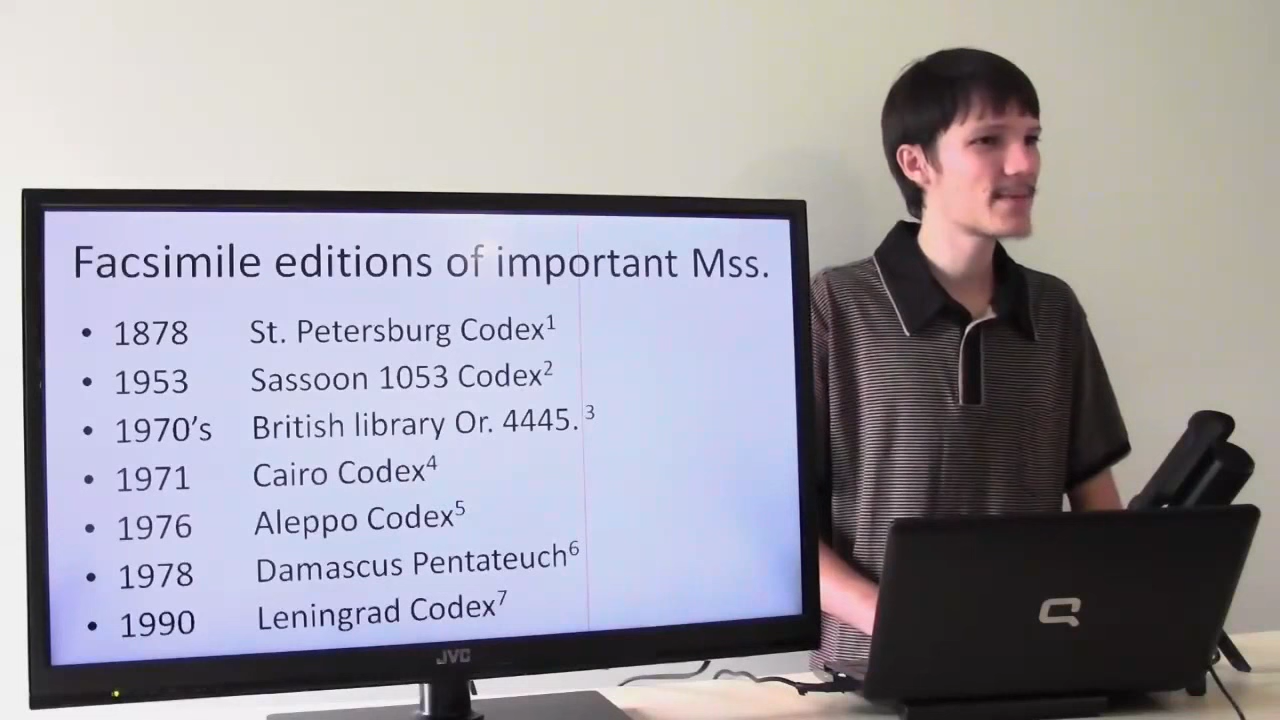 Facsimile editions of important Mss.
• 1878 St. Petersburg Codex¹
• 1953 Sassoon 1053 Codex²
• 1970's British library Or. 4445.³
• 1971 Cairo Codex⁴
• 1976 Aleppo Codex⁵
• 1978 Damascus Pentateuch⁶
• 1990 Leningrad Codex⁷
JVC